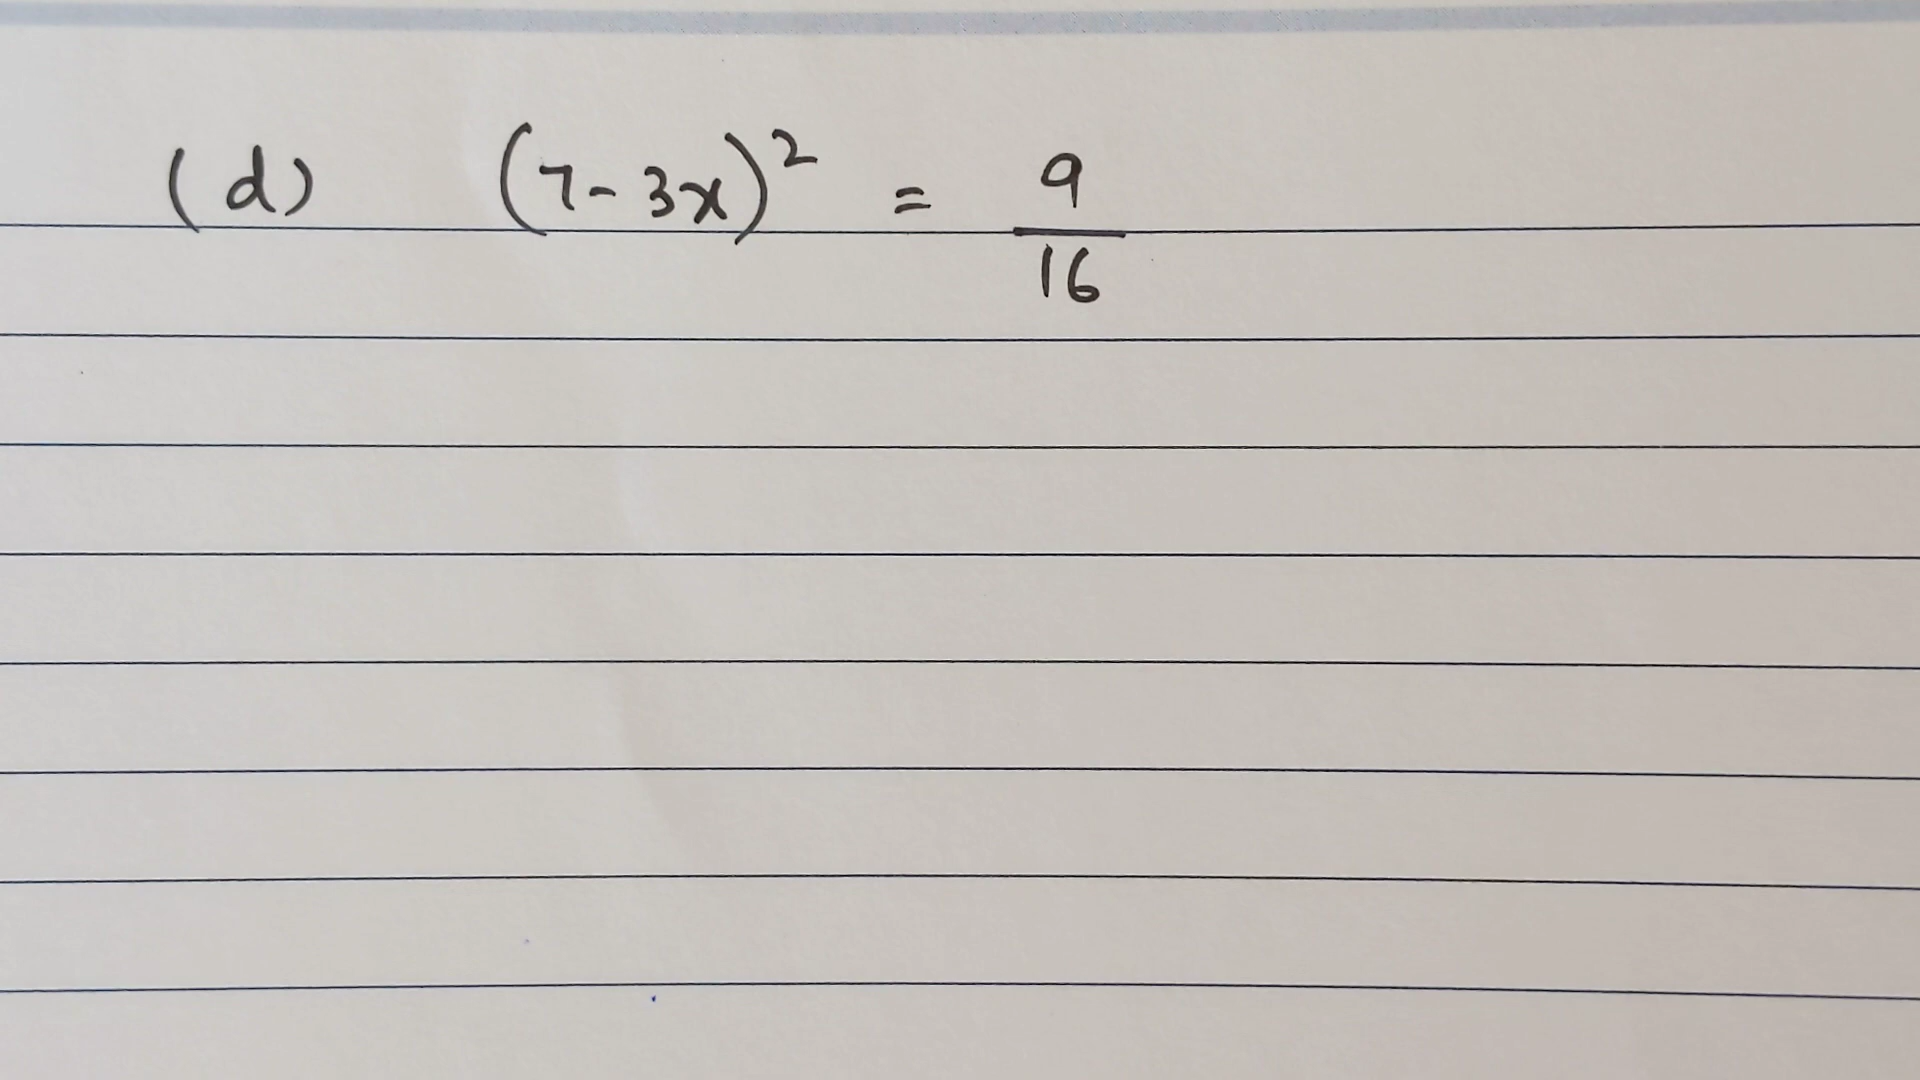 (d) (7-3x)² = 9/16